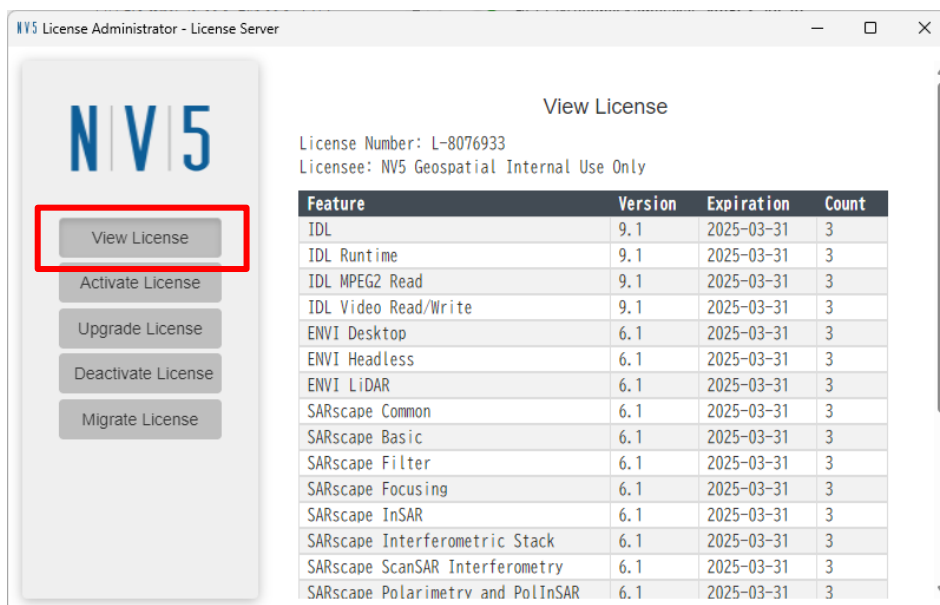 NV5 License Administrator - License Server
NV5
View License
Activate License
Upgrade License
Deactivate License
Migrate License
View License
License Number: L-8076933
Licensee: NV5 Geospatial Internal Use Only
Feature Version Expiration Count
IDL 9.1 2025-03-31 3
IDL Runtime 9.1 2025-03-31 3
IDL MPEG2 Read 9.1 2025-03-31 3
IDL Video Read/Write 9.1 2025-03-31 3
ENVI Desktop 6.1 2025-03-31 3
ENVI Headless 6.1 2025-03-31 3
ENVI LiDAR 6.1 2025-03-31 3
SARscape Common 6.1 2025-03-31 3
SARscape Basic 6.1 2025-03-31 3
SARscape Filter 6.1 2025-03-31 3
SARscape Focusing 6.1 2025-03-31 3
SARscape InSAR 6.1 2025-03-31 3
SARscape Interferometric Stack 6.1 2025-03-31 3
SARscape ScanSAR Interferometry 6.1 2025-03-31 3
SARscape Polarimetry and PolInSAR 6.1 2025-03-31 3